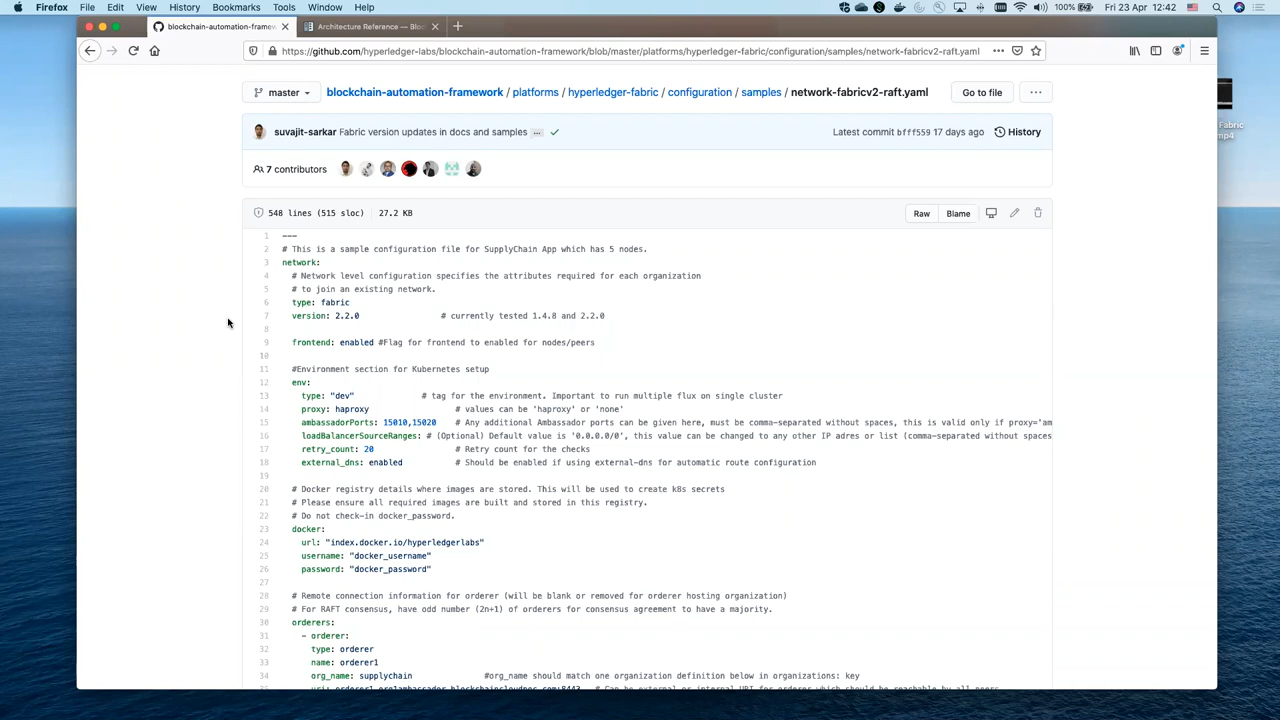 Firefox File Edit View History Bookmarks Tools Window Help
100% Fri 23 Apr 12:42
blockchain-automation-framew
Architecture Reference — Bloc
https://github.com/hyperledger-labs/blockchain-automation-framework/blob/master/platforms/hyperledger-fabric/configuration/samples/network-fabricv2-raft.yaml
master
blockchain-automation-framework / platforms / hyperledger-fabric / configuration / samples / network-fabricv2-raft.yaml
Go to file
Fabric
mp4
suvajit-sarkar Fabric version updates in docs and samples ... Latest commit bfff559 17 days ago History
7 contributors
548 lines (515 sloc) 27.2 KB Raw Blame
1 ---
2 # This is a sample configuration file for SupplyChain App which has 5 nodes.
3 network:
4 # Network level configuration specifies the attributes required for each organization
5 # to join an existing network.
6 type: fabric
7 version: 2.2.0 # currently tested 1.4.8 and 2.2.0
8
9 frontend: enabled #Flag for frontend to enabled for nodes/peers
10
11 #Environment section for Kubernetes setup
12 env:
13 type: "dev" # tag for the environment. Important to run multiple flux on single cluster
14 proxy: haproxy # values can be 'haproxy' or 'none'
15 ambassadorPorts: 15010,15020 # Any additional Ambassador ports can be given here, must be comma-separated without spaces, this is valid only if proxy='am
16 loadBalancerSourceRanges: # (Optional) Default value is '0.0.0.0/0', this value can be changed to any other IP adres or list (comma-separated without spaces
17 retry_count: 20 # Retry count for the checks
18 external_dns: enabled # Should be enabled if using external-dns for automatic route configuration
19
20 # Docker registry details where images are stored. This will be used to create k8s secrets
21 # Please ensure all required images are built and stored in this registry.
22 # Do not check-in docker_password.
23 docker:
24 url: "index.docker.io/hyperledgerlabs"
25 username: "docker_username"
26 password: "docker_password"
27
28 # Remote connection information for orderer (will be blank or removed for orderer hosting organization)
29 # For RAFT consensus, have odd number (2n+1) of orderers for consensus agreement to have a majority.
30 orderers:
31 - orderer:
32 type: orderer
33 name: orderer1
34 org_name: supplychain #org_name should match one organization definition below in organizations: key